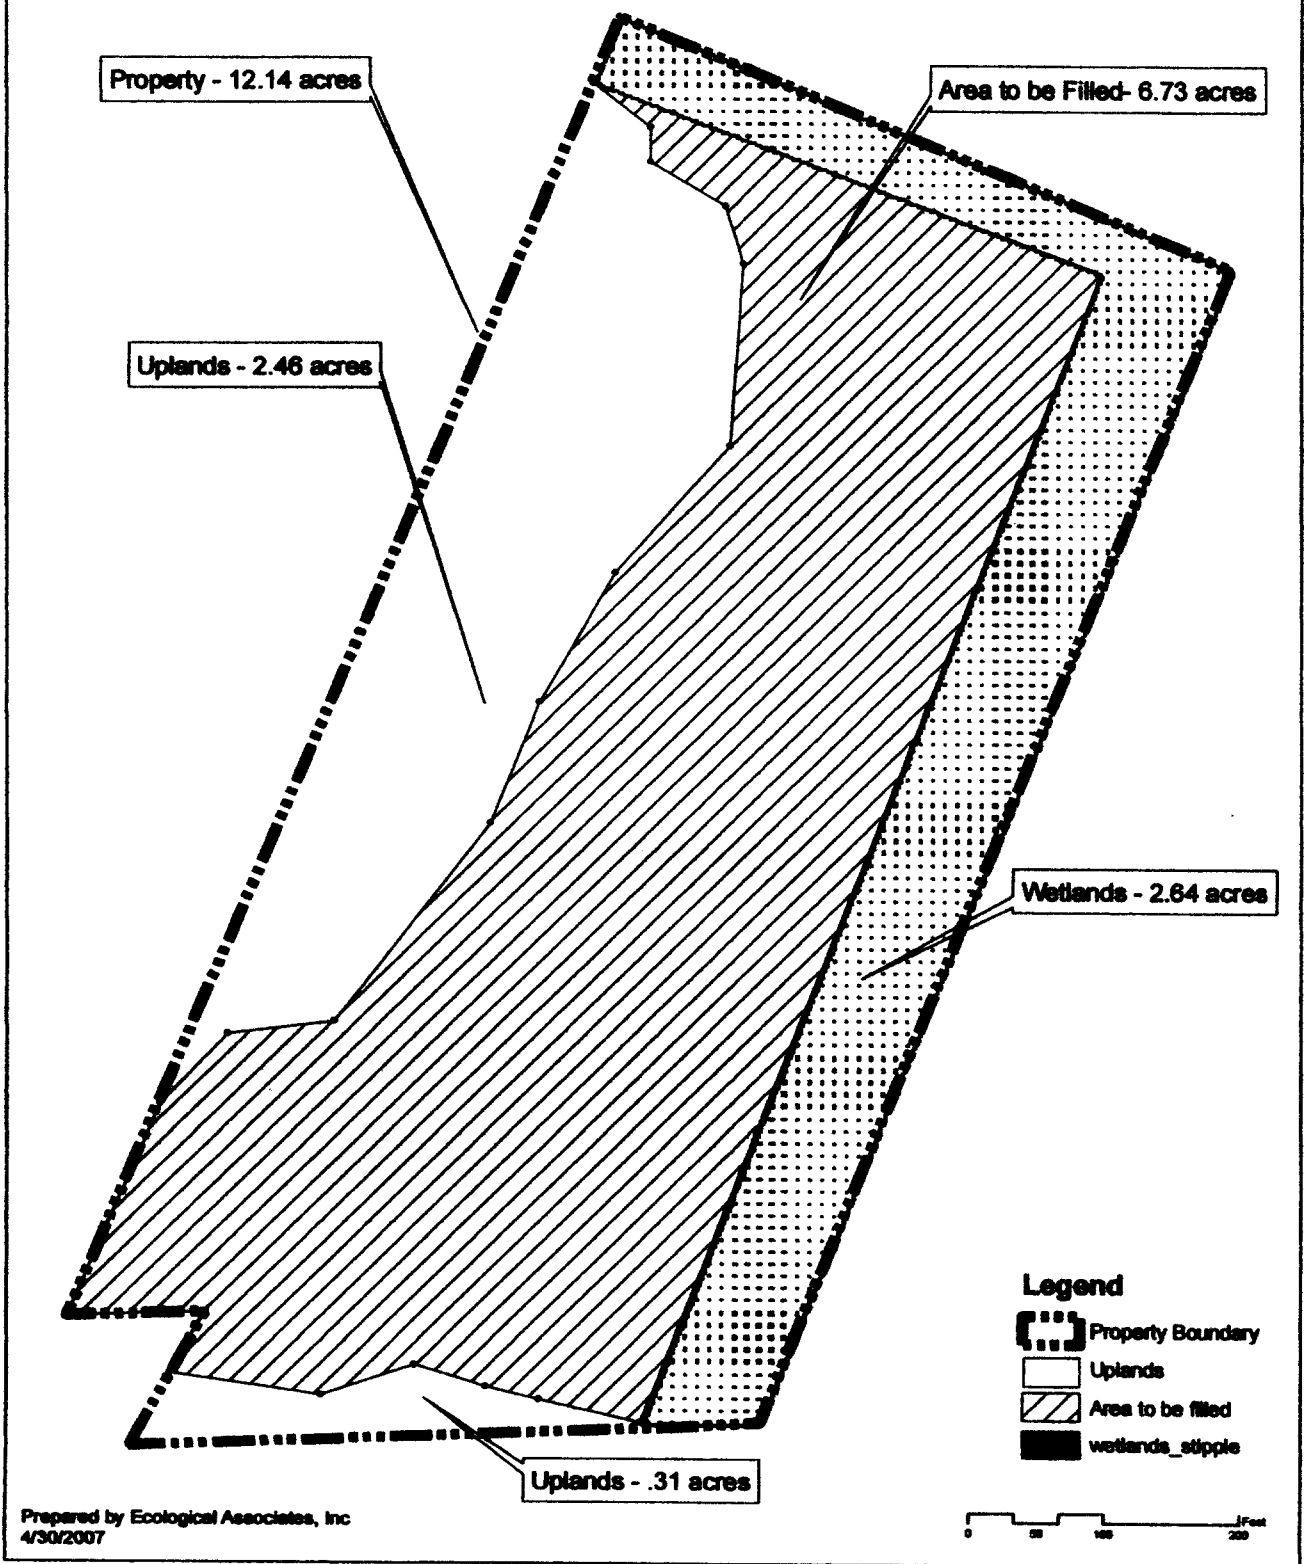 Property - 12.14 acres
Area to be Filled- 6.73 acres
Uplands - 2.46 acres
Wetlands - 2.64 acres
Legend
Property Boundary
Uplands
Area to be filled
wetlands_stipple
Uplands - .31 acres
Prepared by Ecological Associates, Inc
4/30/2007
Feet
0 50 100 200